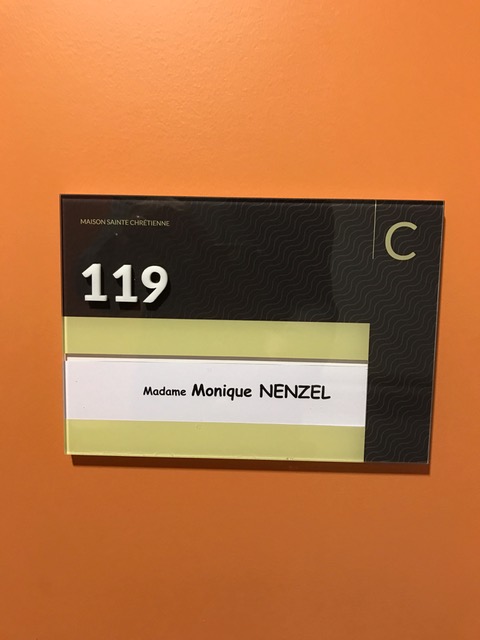 MAISON SAINTE CHRÉTIENNE
C
119
Madame Monique NENZEL